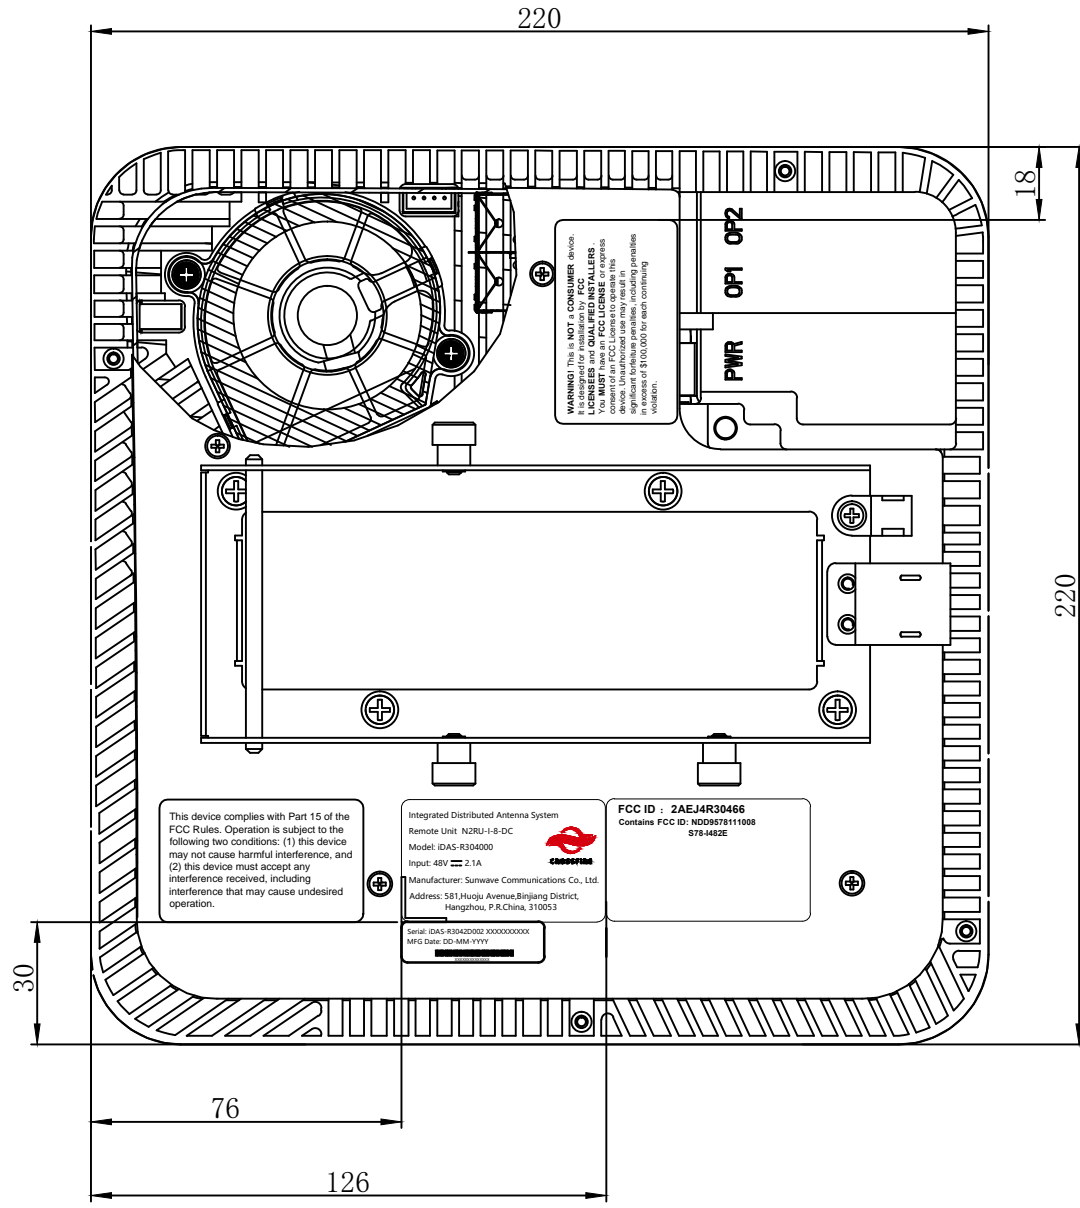 220
18
OP2
OP1
PWR
WARNING! This is NOT a CONSUMER device.
It is designed for installation by FCC
LICENSEES and QUALIFIED INSTALLERS .
You MUST have an FCC LICENSE or express
consent of an FCC License to operate this
device. Unauthorized use may result in
significant forfeiture penalties, including penalties
in excess of $100,000 for each continuing
violation.
220
This device complies with Part 15 of the
FCC Rules. Operation is subject to the
following two conditions: (1) this device
may not cause harmful interference, and
(2) this device must accept any
interference received, including
interference that may cause undesired
operation.
Integrated Distributed Antenna System
Remote Unit N2RU-I-8-DC
Model: iDAS-R304000
Input: 48V ⎓ 2.1A
CROSSFIRE
Manufacturer: Sunwave Communications Co., Ltd.
Address: 581,Huoju Avenue,Binjiang District,
Hangzhou, P.R.China, 310053
FCC ID : 2AEJ4R30466
Contains FCC ID: NDD9578111008
S78-I482E
Serial: iDAS-R3042D002 XXXXXXXXXX
MFG Date: DD-MM-YYYY
30
76
126